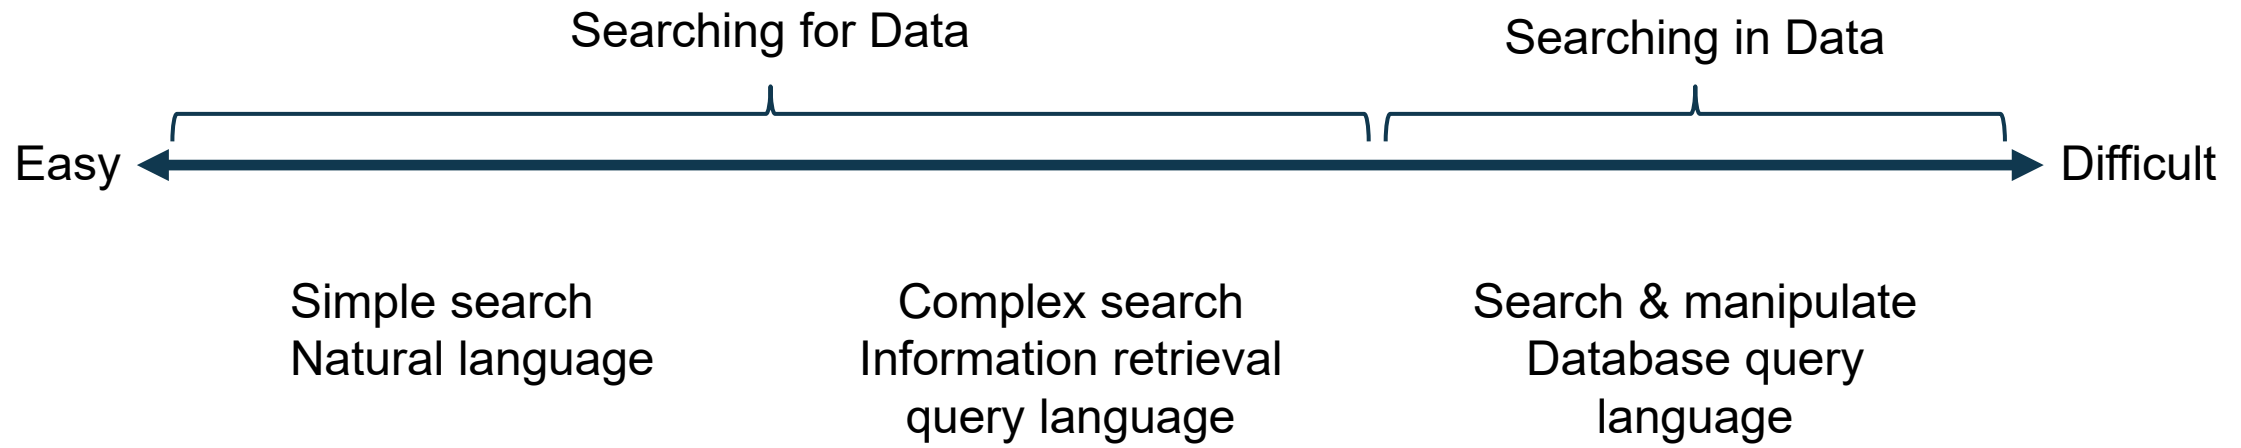 Searching for Data
Searching in Data
Easy
Difficult
Simple search
Natural language
Complex search
Information retrieval
query language
Search & manipulate
Database query
language